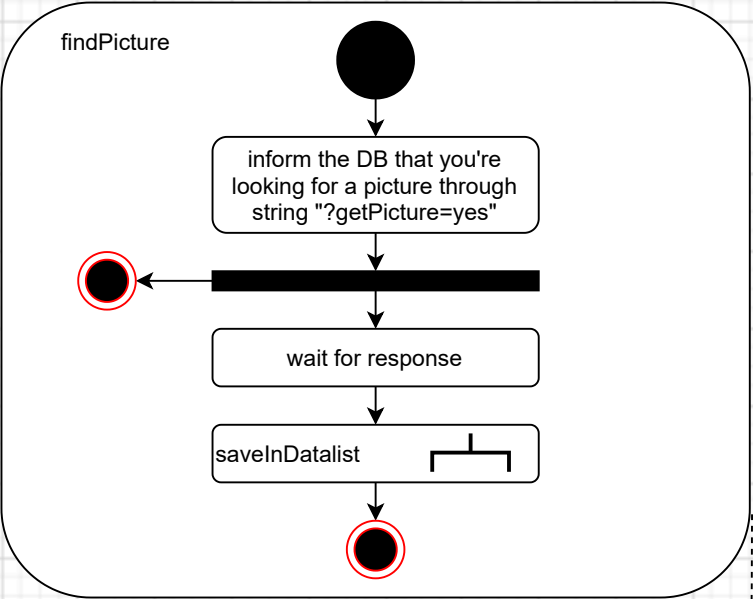 findPicture
inform the DB that you're
looking for a picture through
string "?getPicture=yes"
wait for response
saveInDatalist